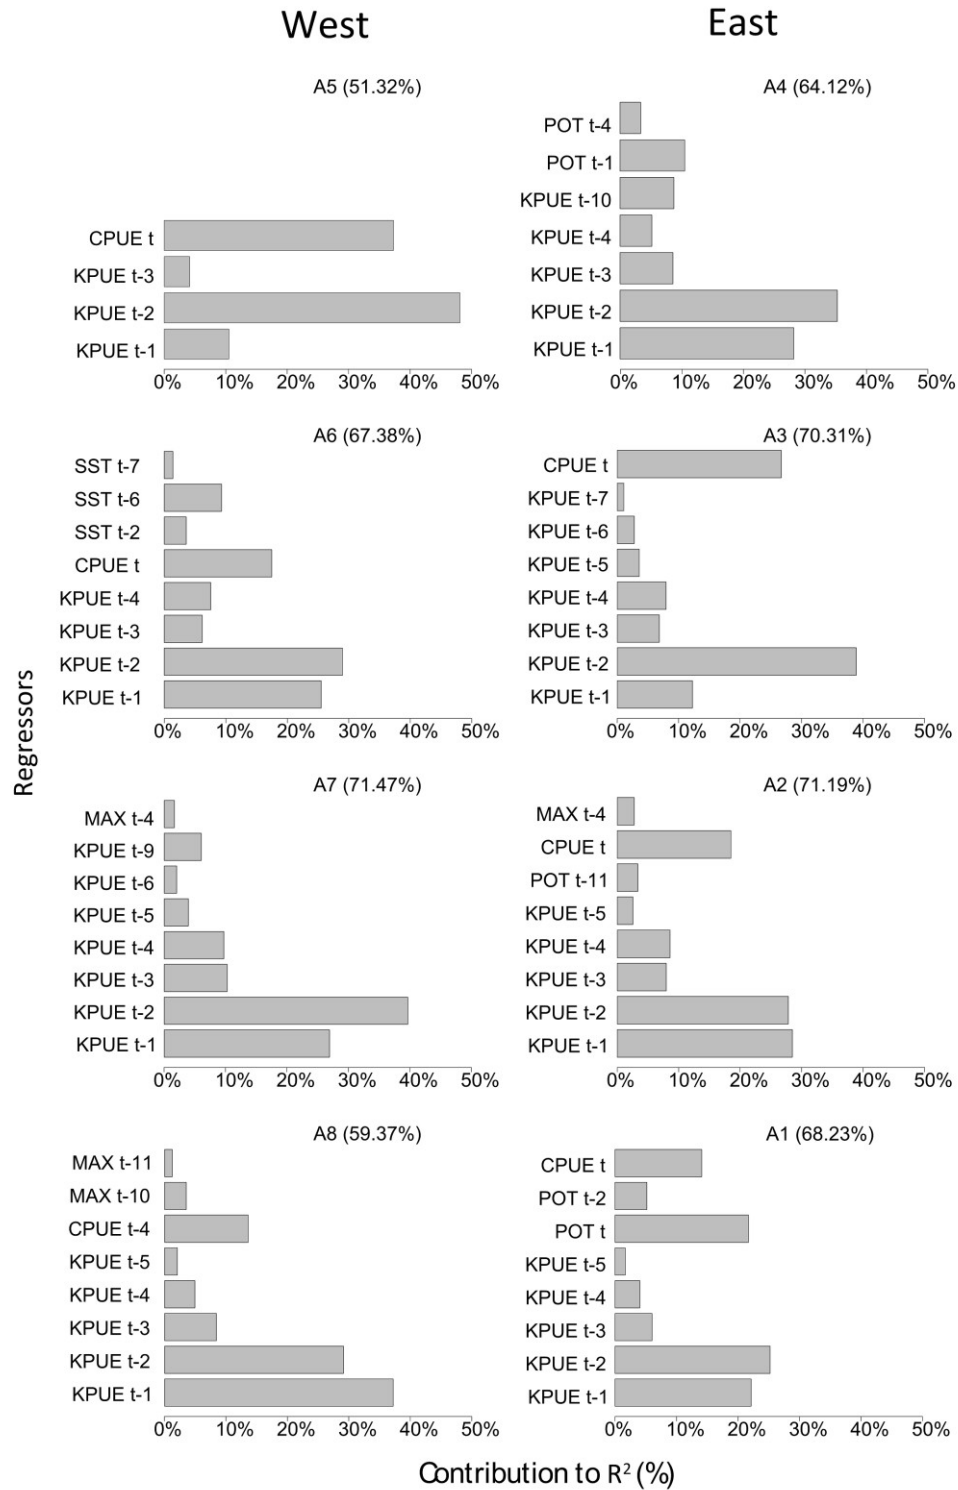 West
East
A5 (51.32%)
CPUE t
KPUE t-3
KPUE t-2
KPUE t-1
0% 10% 20% 30% 40% 50%
A4 (64.12%)
POT t-4
POT t-1
KPUE t-10
KPUE t-4
KPUE t-3
KPUE t-2
KPUE t-1
0% 10% 20% 30% 40% 50%
A6 (67.38%)
SST t-7
SST t-6
SST t-2
CPUE t
KPUE t-4
KPUE t-3
KPUE t-2
KPUE t-1
0% 10% 20% 30% 40% 50%
A3 (70.31%)
CPUE t
KPUE t-7
KPUE t-6
KPUE t-5
KPUE t-4
KPUE t-3
KPUE t-2
KPUE t-1
0% 10% 20% 30% 40% 50%
Regressors
A7 (71.47%)
MAX t-4
KPUE t-9
KPUE t-6
KPUE t-5
KPUE t-4
KPUE t-3
KPUE t-2
KPUE t-1
0% 10% 20% 30% 40% 50%
A2 (71.19%)
MAX t-4
CPUE t
POT t-11
KPUE t-5
KPUE t-4
KPUE t-3
KPUE t-2
KPUE t-1
0% 10% 20% 30% 40% 50%
A8 (59.37%)
MAX t-11
MAX t-10
CPUE t-4
KPUE t-5
KPUE t-4
KPUE t-3
KPUE t-2
KPUE t-1
0% 10% 20% 30% 40% 50%
A1 (68.23%)
CPUE t
POT t-2
POT t
KPUE t-5
KPUE t-4
KPUE t-3
KPUE t-2
KPUE t-1
0% 10% 20% 30% 40% 50%
Contribution to R² (%)